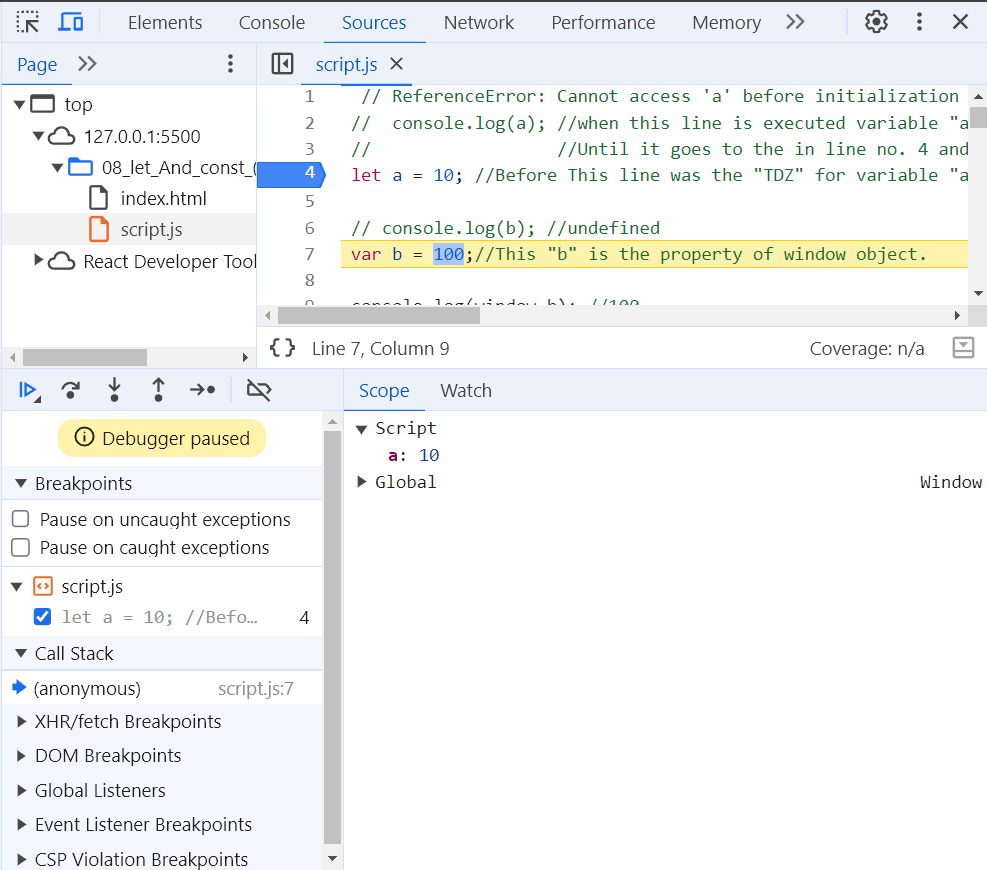 Elements Console Sources Network Performance Memory
Page
script.js
top
127.0.0.1:5500
08_let_And_const_(
index.html
script.js
React Developer Tool
1 // ReferenceError: Cannot access 'a' before initialization
2 //  console.log(a); //when this line is executed variable "a
3 //                  //Until it goes to the in line no. 4 and
4 let a = 10; //Before This line was the "TDZ" for variable "a
5
6 // console.log(b); //undefined
7 var b = 100;//This "b" is the property of window object.
8
9 console.log(window.b); //100
{} Line 7, Column 9 Coverage: n/a
Debugger paused
Breakpoints
Pause on uncaught exceptions
Pause on caught exceptions
script.js
let a = 10; //Befo… 4
Call Stack
(anonymous) script.js:7
XHR/fetch Breakpoints
DOM Breakpoints
Global Listeners
Event Listener Breakpoints
CSP Violation Breakpoints
Scope Watch
Script
a: 10
Global Window